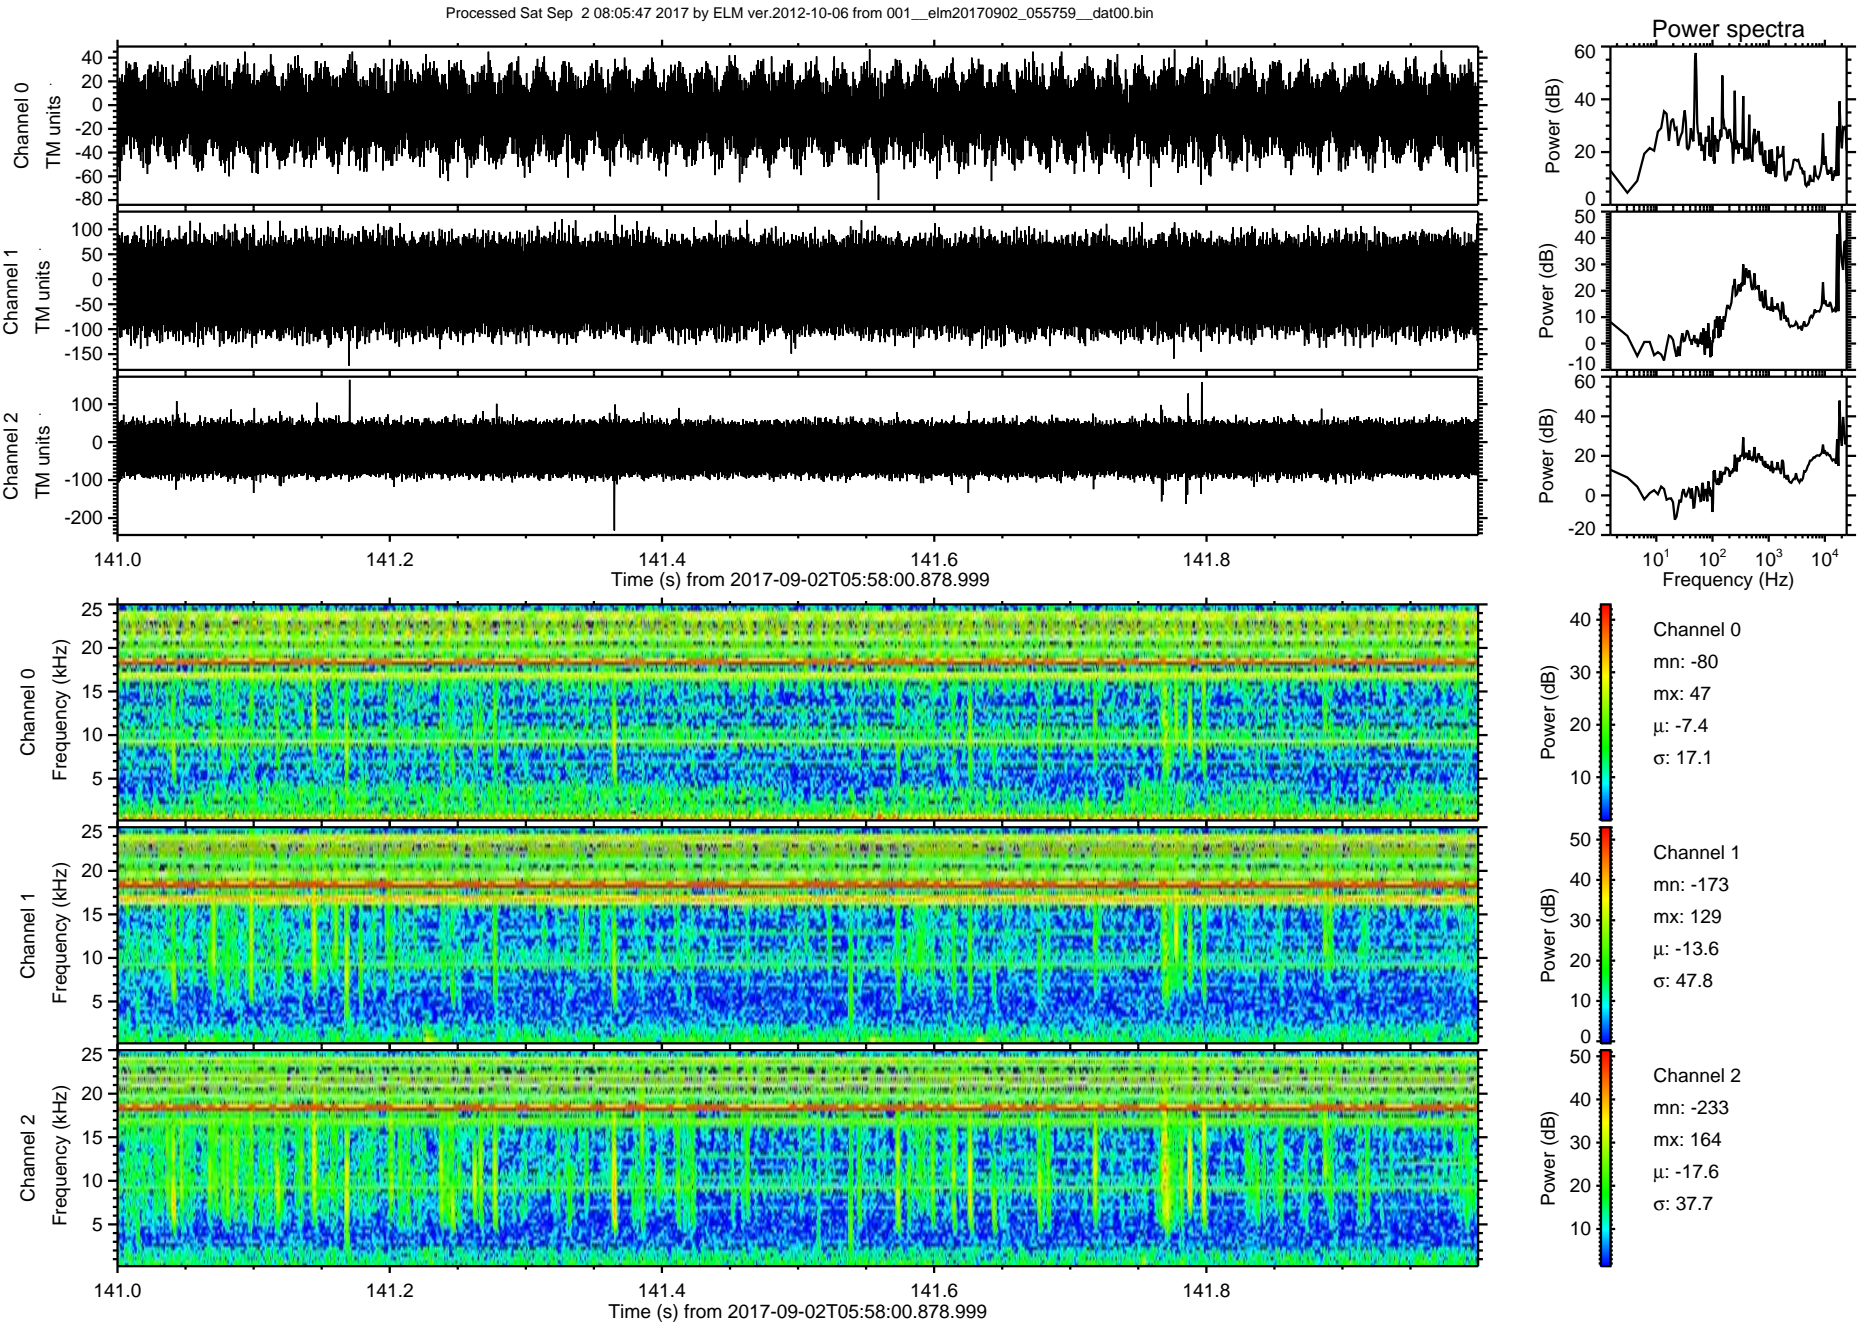 Processed Sat Sep 2 08:05:47 2017 by ELM ver.2012-10-06 from 001__elm20170902_055759__dat00.bin
Power spectra
Channel 0
TM units
40
20
0
-20
-40
-60
-80
Power (dB)
60
40
20
0
Channel 1
TM units
100
50
0
-50
-100
-150
Power (dB)
50
40
30
20
10
0
-10
Channel 2
TM units
100
0
-100
-200
Power (dB)
60
40
20
0
-20
141.0 141.2 141.4 141.6 141.8
Time (s) from 2017-09-02T05:58:00.878.999
10^1 10^2 10^3 10^4
Frequency (Hz)
Channel 0
Frequency (kHz)
25
20
15
10
5
Power (dB)
40
30
20
10
Channel 0
mn: -80
mx: 47
μ: -7.4
σ: 17.1
Channel 1
Frequency (kHz)
25
20
15
10
5
Power (dB)
50
40
30
20
10
0
Channel 1
mn: -173
mx: 129
μ: -13.6
σ: 47.8
Channel 2
Frequency (kHz)
25
20
15
10
5
Power (dB)
50
40
30
20
10
Channel 2
mn: -233
mx: 164
μ: -17.6
σ: 37.7
141.0 141.2 141.4 141.6 141.8
Time (s) from 2017-09-02T05:58:00.878.999